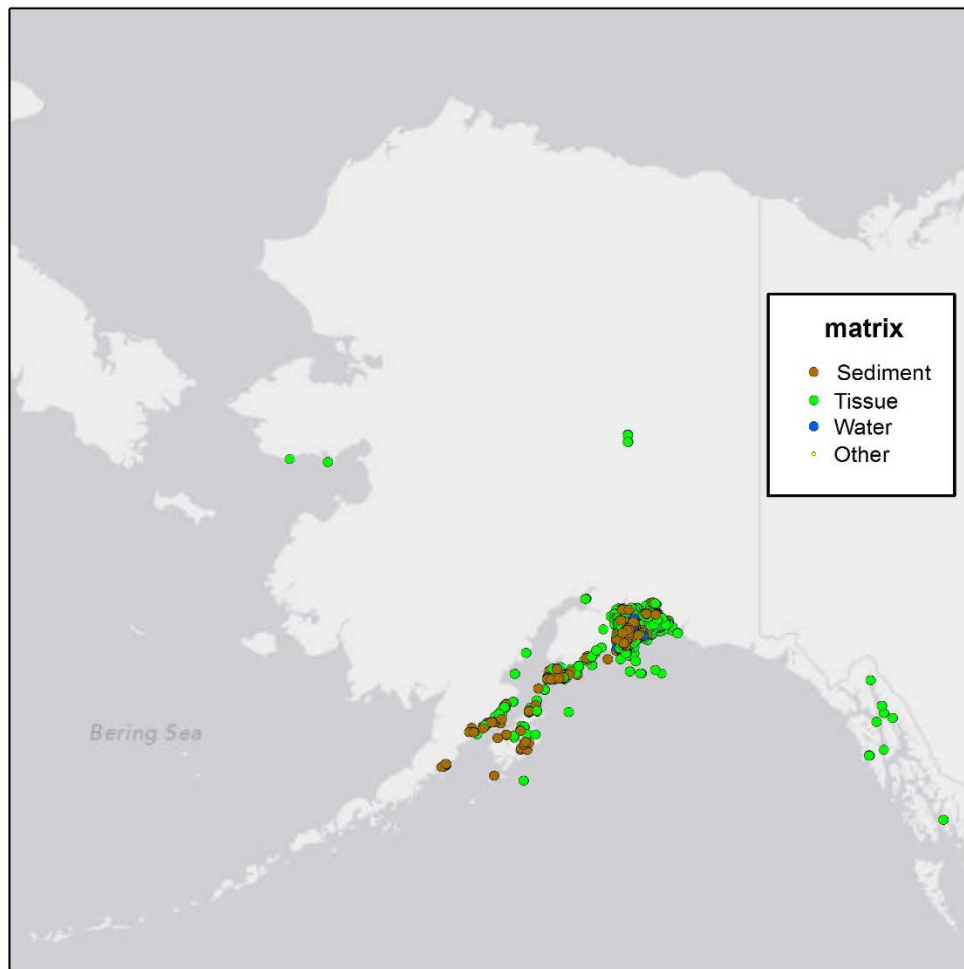 matrix
Sediment
Tissue
Water
Other
Bering Sea